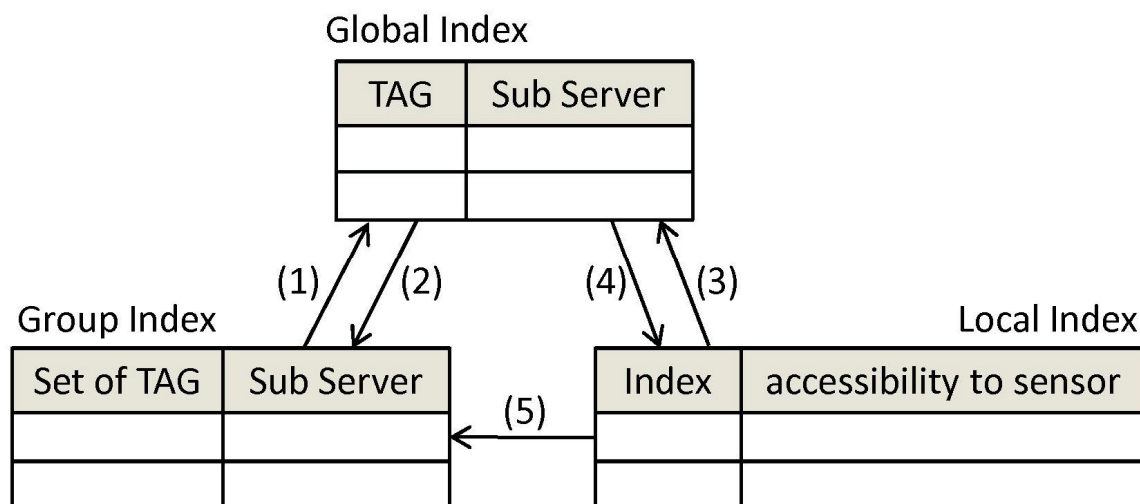 Global Index
TAG Sub Server
(1) (2) (4) (3)
Group Index Local Index
Set of TAG Sub Server Index accessibility to sensor
(5)